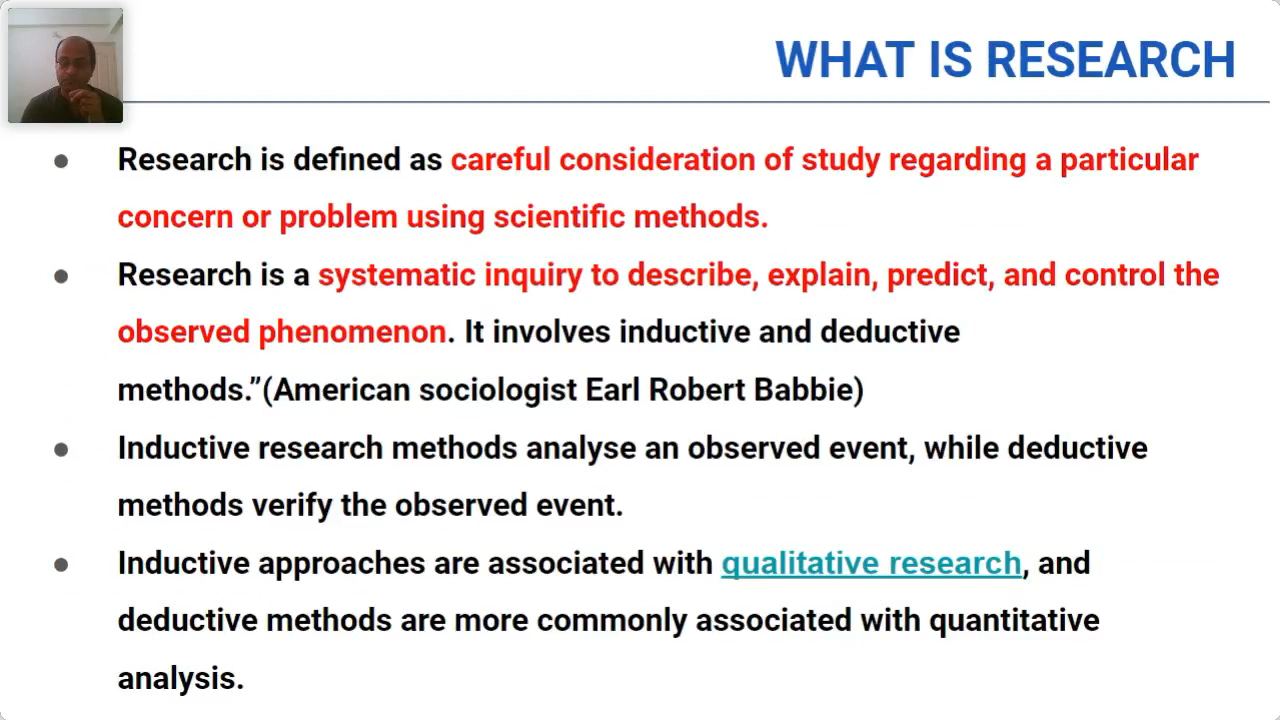 WHAT IS RESEARCH
● Research is defined as careful consideration of study regarding a particular
concern or problem using scientific methods.
● Research is a systematic inquiry to describe, explain, predict, and control the
observed phenomenon. It involves inductive and deductive
methods.”(American sociologist Earl Robert Babbie)
● Inductive research methods analyse an observed event, while deductive
methods verify the observed event.
● Inductive approaches are associated with qualitative research, and
deductive methods are more commonly associated with quantitative
analysis.